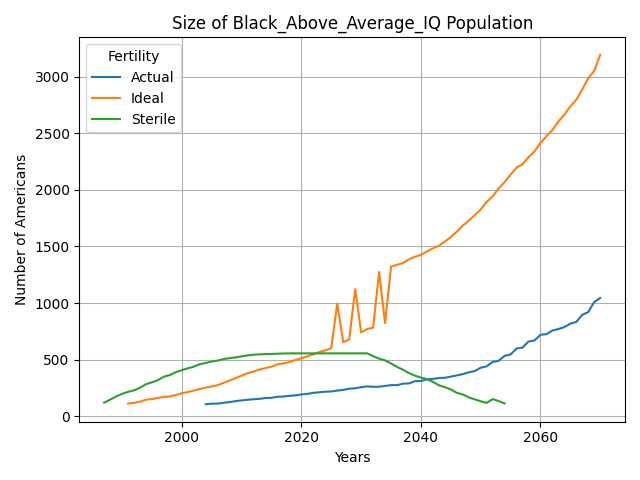 Size of Black_Above_Average_IQ Population
Fertility
Actual
Ideal
Sterile
Number of Americans
3000
2500
2000
1500
1000
500
0
2000
2020
2040
2060
Years